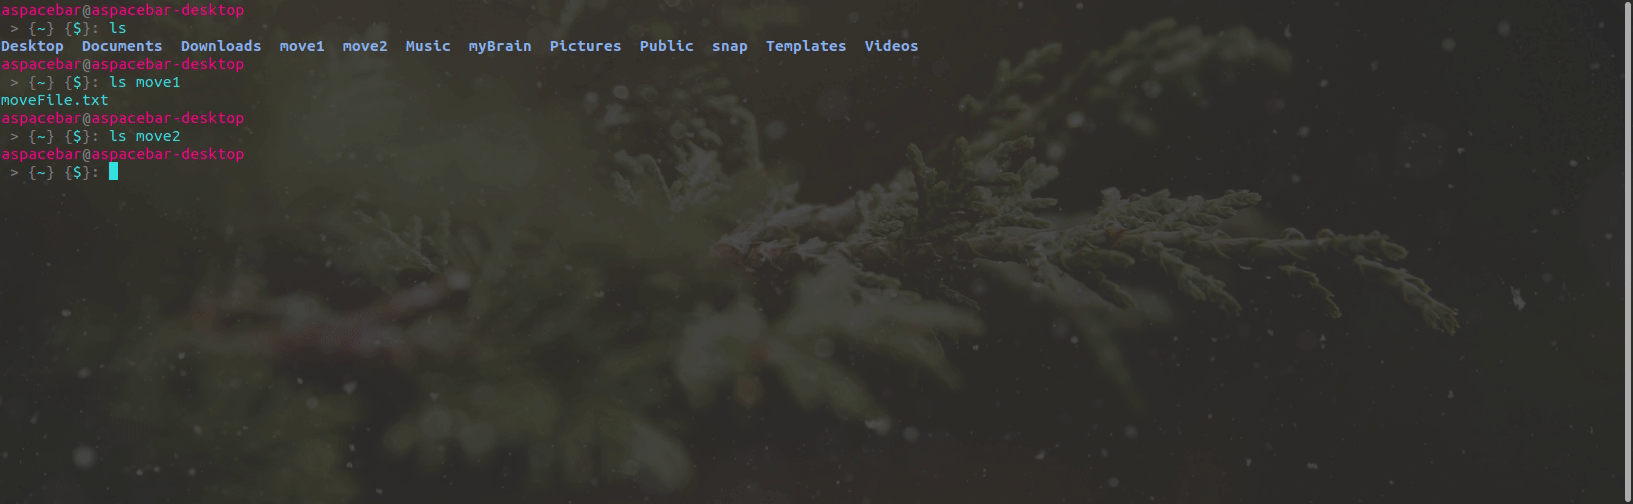 aspacebar@aspacebar-desktop
> {~} {$}: ls
Desktop Documents Downloads move1 move2 Music myBrain Pictures Public snap Templates Videos
aspacebar@aspacebar-desktop
> {~} {$}: ls move1
moveFile.txt
aspacebar@aspacebar-desktop
> {~} {$}: ls move2
aspacebar@aspacebar-desktop
> {~} {$}: